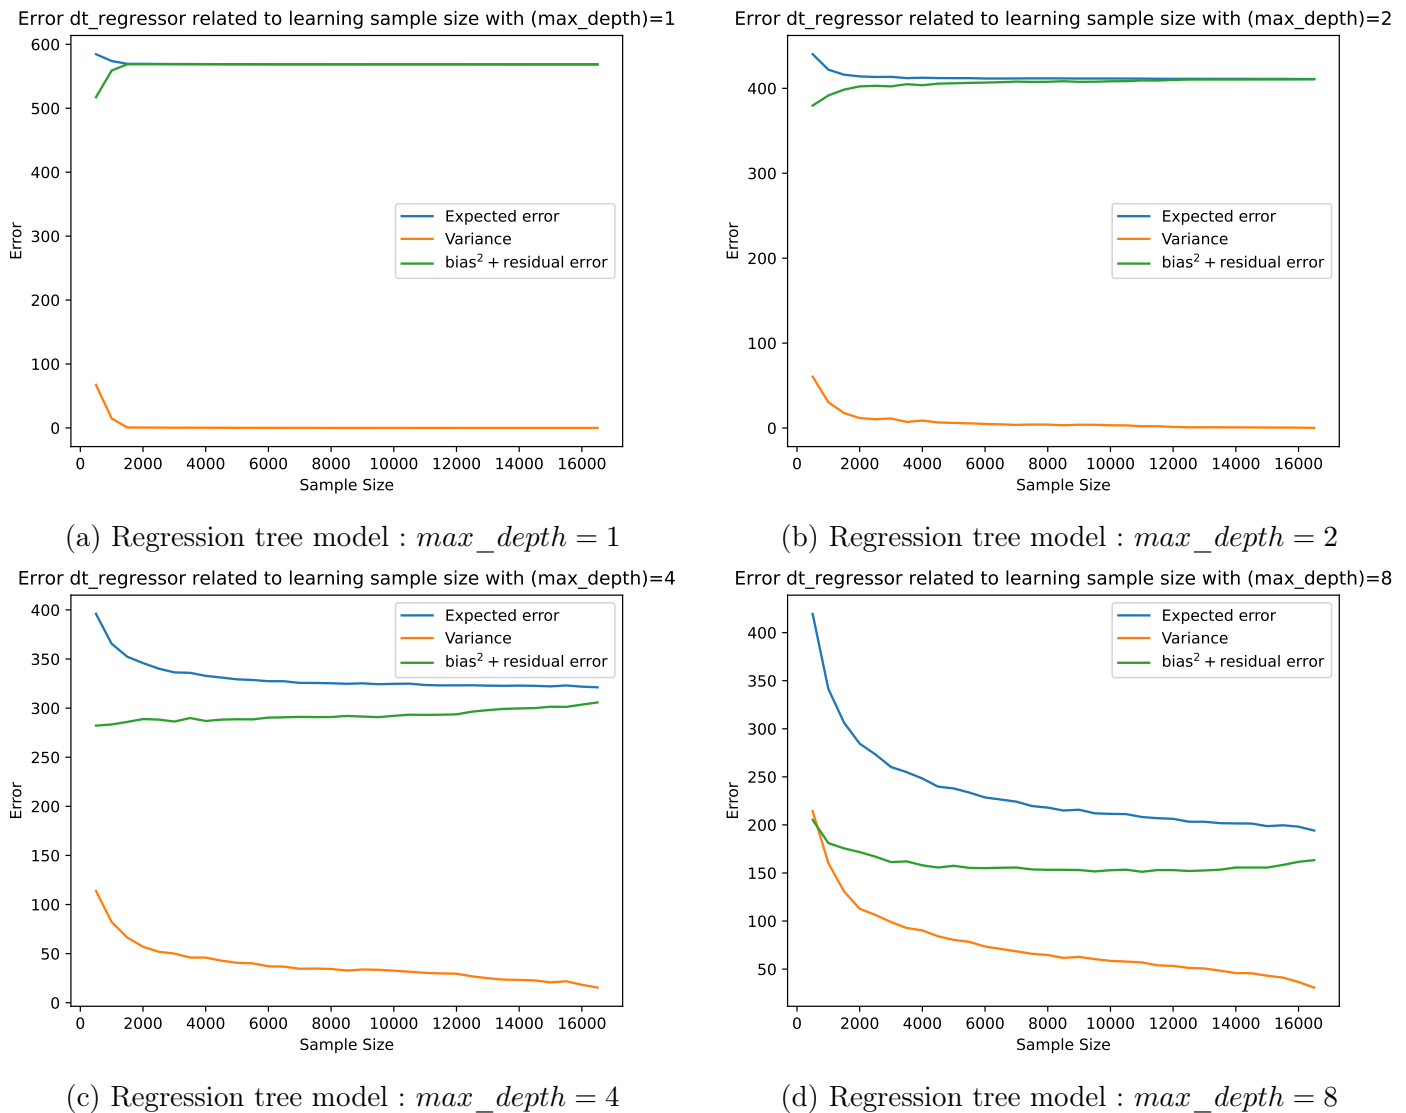 Error dt_regressor related to learning sample size with (max_depth)=1
600
500
400
300
200
100
0
Error
Expected error
Variance
bias² + residual error
0 2000 4000 6000 8000 10000 12000 14000 16000
Sample Size
(a) Regression tree model : max_depth = 1
Error dt_regressor related to learning sample size with (max_depth)=2
400
300
200
100
0
Error
Expected error
Variance
bias² + residual error
0 2000 4000 6000 8000 10000 12000 14000 16000
Sample Size
(b) Regression tree model : max_depth = 2
Error dt_regressor related to learning sample size with (max_depth)=4
400
350
300
250
200
150
100
50
0
Error
Expected error
Variance
bias² + residual error
0 2000 4000 6000 8000 10000 12000 14000 16000
Sample Size
(c) Regression tree model : max_depth = 4
Error dt_regressor related to learning sample size with (max_depth)=8
400
350
300
250
200
150
100
50
Error
Expected error
Variance
bias² + residual error
0 2000 4000 6000 8000 10000 12000 14000 16000
Sample Size
(d) Regression tree model : max_depth = 8